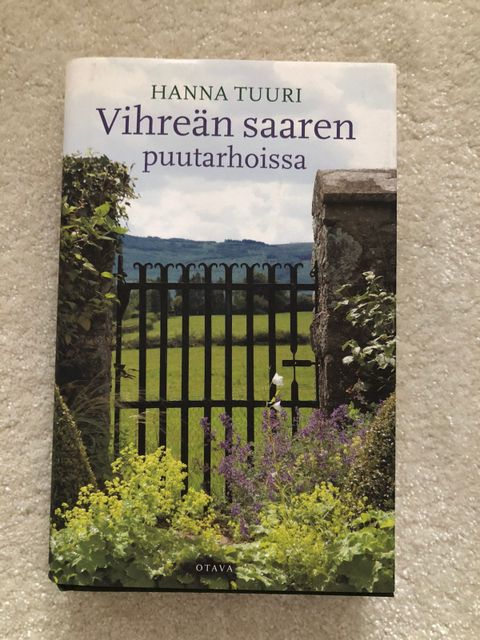 HANNA TUURI
Vihreän saaren
puutarhoissa
OTAVA